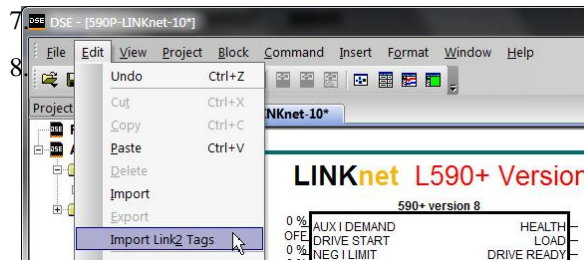 7.
DSE - [590P-LINKnet-10*]
File Edit View Project Block Command Insert Format Window Help
8.
Undo Ctrl+Z
Project
Cut Ctrl+X
NKnet-10*
Copy Ctrl+C
Paste Ctrl+V
Delete
LINKnet L590+ Version
Import
590+ version 8
Export
0 %
AUX I DEMAND HEALTH
Import Link2 Tags
OFF DRIVE START LOAD
0 % NEG I LIMIT DRIVE READY